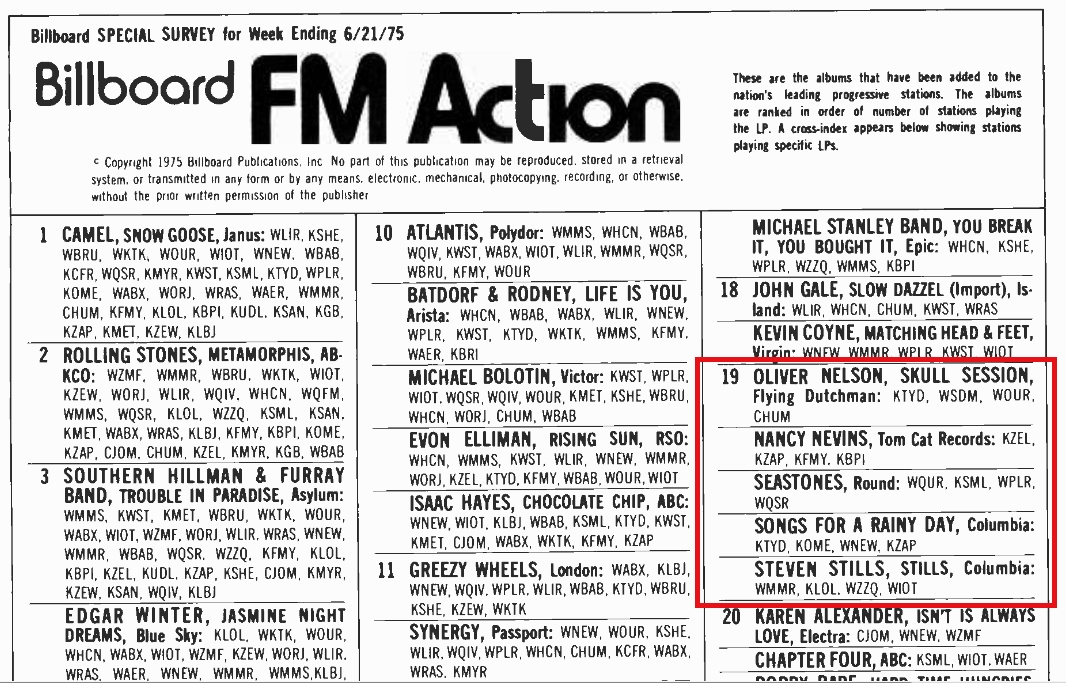 Billboard SPECIAL SURVEY for Week Ending 6/21/75
Billboard FM Action
These are the albums that have been added to the
nation's leading progressive stations. The albums
are ranked in order of number of stations playing
the LP. A cross-index appears below showing stations
playing specific LPs.
c Copyright 1975 Billboard Publications, Inc No part of this publication may be reproduced, stored in a retrieval
system, or transmitted in any form or by any means, electronic, mechanical, photocopying, recording, or otherwise,
without the prior written permission of the publisher
1 CAMEL, SNOW GOOSE, Janus: WLIR, KSHE,
WBRU, WKTK, WOUR, WIOT, WNEW, WBAB,
KCFR, WQSR, KMYR, KWST, KSML, KTYD, WPLR,
KOME, WABX, WORJ, WRAS, WAER, WMMR,
CHUM, KFMY, KLOL, KBPI, KUDL, KSAN, KGB,
KZAP, KMET, KZEW, KLBJ
2 ROLLING STONES, METAMORPHIS, AB-
KCO: WZMF, WMMR, WBRU, WKTK, WIOT,
KZEW, WORJ, WLIR, WQIV, WHCN, WQFM,
WMMS, WQSR, KLOL, WZZQ, KSML, KSAN,
KMET, WABX, WRAS, KLBJ, KFMY, KBPI, KOME,
KZAP, CJOM, CHUM, KZEL, KMYR, KGB, WBAB
3 SOUTHERN HILLMAN & FURRAY
BAND, TROUBLE IN PARADISE, Asylum:
WMMS, KWST, KMET, WBRU, WKTK, WOUR,
WABX, WIOT, WZMF, WORJ, WLIR, WRAS, WNEW,
WMMR, WBAB, WQSR, WZZQ, KFMY, KLOL,
KBPI, KZEL, KUDL, KZAP, KSHE, CJOM, KMYR,
KZEW, KSAN, WQIV, KLBJ
EDGAR WINTER, JASMINE NIGHT
DREAMS, Blue Sky: KLOL, WKTK, WOUR,
WHCN, WABX, WIOT, WZMF, KZEW, WORJ, WLIR,
WRAS, WAER, WNEW, WMMR, WMMS, KLBJ,
10 ATLANTIS, Polydor: WMMS, WHCN, WBAB,
WQIV, KWST, WABX, WIOT, WLIR, WMMR, WQSR,
WBRU, KFMY, WOUR
BATDORF & RODNEY, LIFE IS YOU,
Arista: WHCN, WBAB, WABX, WLIR, WNEW,
WPLR, KWST, KTYD, WKTK, WMMS, KFMY,
WAER, KBRI
MICHAEL BOLOTIN, Victor: KWST, WPLR,
WIOT, WQSR, WQIV, WOUR, KMET, KSHE, WBRU,
WHCN, WORJ, CHUM, WBAB
EVON ELLIMAN, RISING SUN, RSO:
WHCN, WMMS, KWST, WLIR, WNEW, WMMR,
WORJ, KZEL, KTYD, KFMY, WBAB, WOUR, WIOT
ISAAC HAYES, CHOCOLATE CHIP, ABC:
WNEW, WIOT, KLBJ, WBAB, KSML, KTYD, KWST,
KMET, CJOM, WABX, WKTK, KFMY, KZAP
11 GREEZY WHEELS, London: WABX, KLBJ,
WNEW, WQIV, WPLR, WLIR, WBAB, KTYD, WBRU,
KSHE, KZEW, WKTK
SYNERGY, Passport: WNEW, WOUR, KSHE,
WLIR, WQIV, WPLR, WHCN, CHUM, KCFR, WABX,
WRAS, KMYR
MICHAEL STANLEY BAND, YOU BREAK
IT, YOU BOUGHT IT, Epic: WHCN, KSHE,
WPLR, WZZQ, WMMS, KBPI
18 JOHN GALE, SLOW DAZZEL (Import), Is-
land: WLIR, WHCN, CHUM, KWST, WRAS
KEVIN COYNE, MATCHING HEAD & FEET,
Virgin: WNEW, WMMR, WPLR, KWST, WIOT
19 OLIVER NELSON, SKULL SESSION,
Flying Dutchman: KTYD, WSDM, WOUR,
CHUM
NANCY NEVINS, Tom Cat Records: KZEL,
KZAP, KFMY, KBPI
SEASTONES, Round: WQUR, KSML, WPLR,
WQSR
SONGS FOR A RAINY DAY, Columbia:
KTYD, KOME, WNEW, KZAP
STEVEN STILLS, STILLS, Columbia:
WMMR, KLOL, WZZQ, WIOT
20 KAREN ALEXANDER, ISN'T IS ALWAYS
LOVE, Electra: CJOM, WNEW, WZMF
CHAPTER FOUR, ABC: KSML, WIOT, WAER